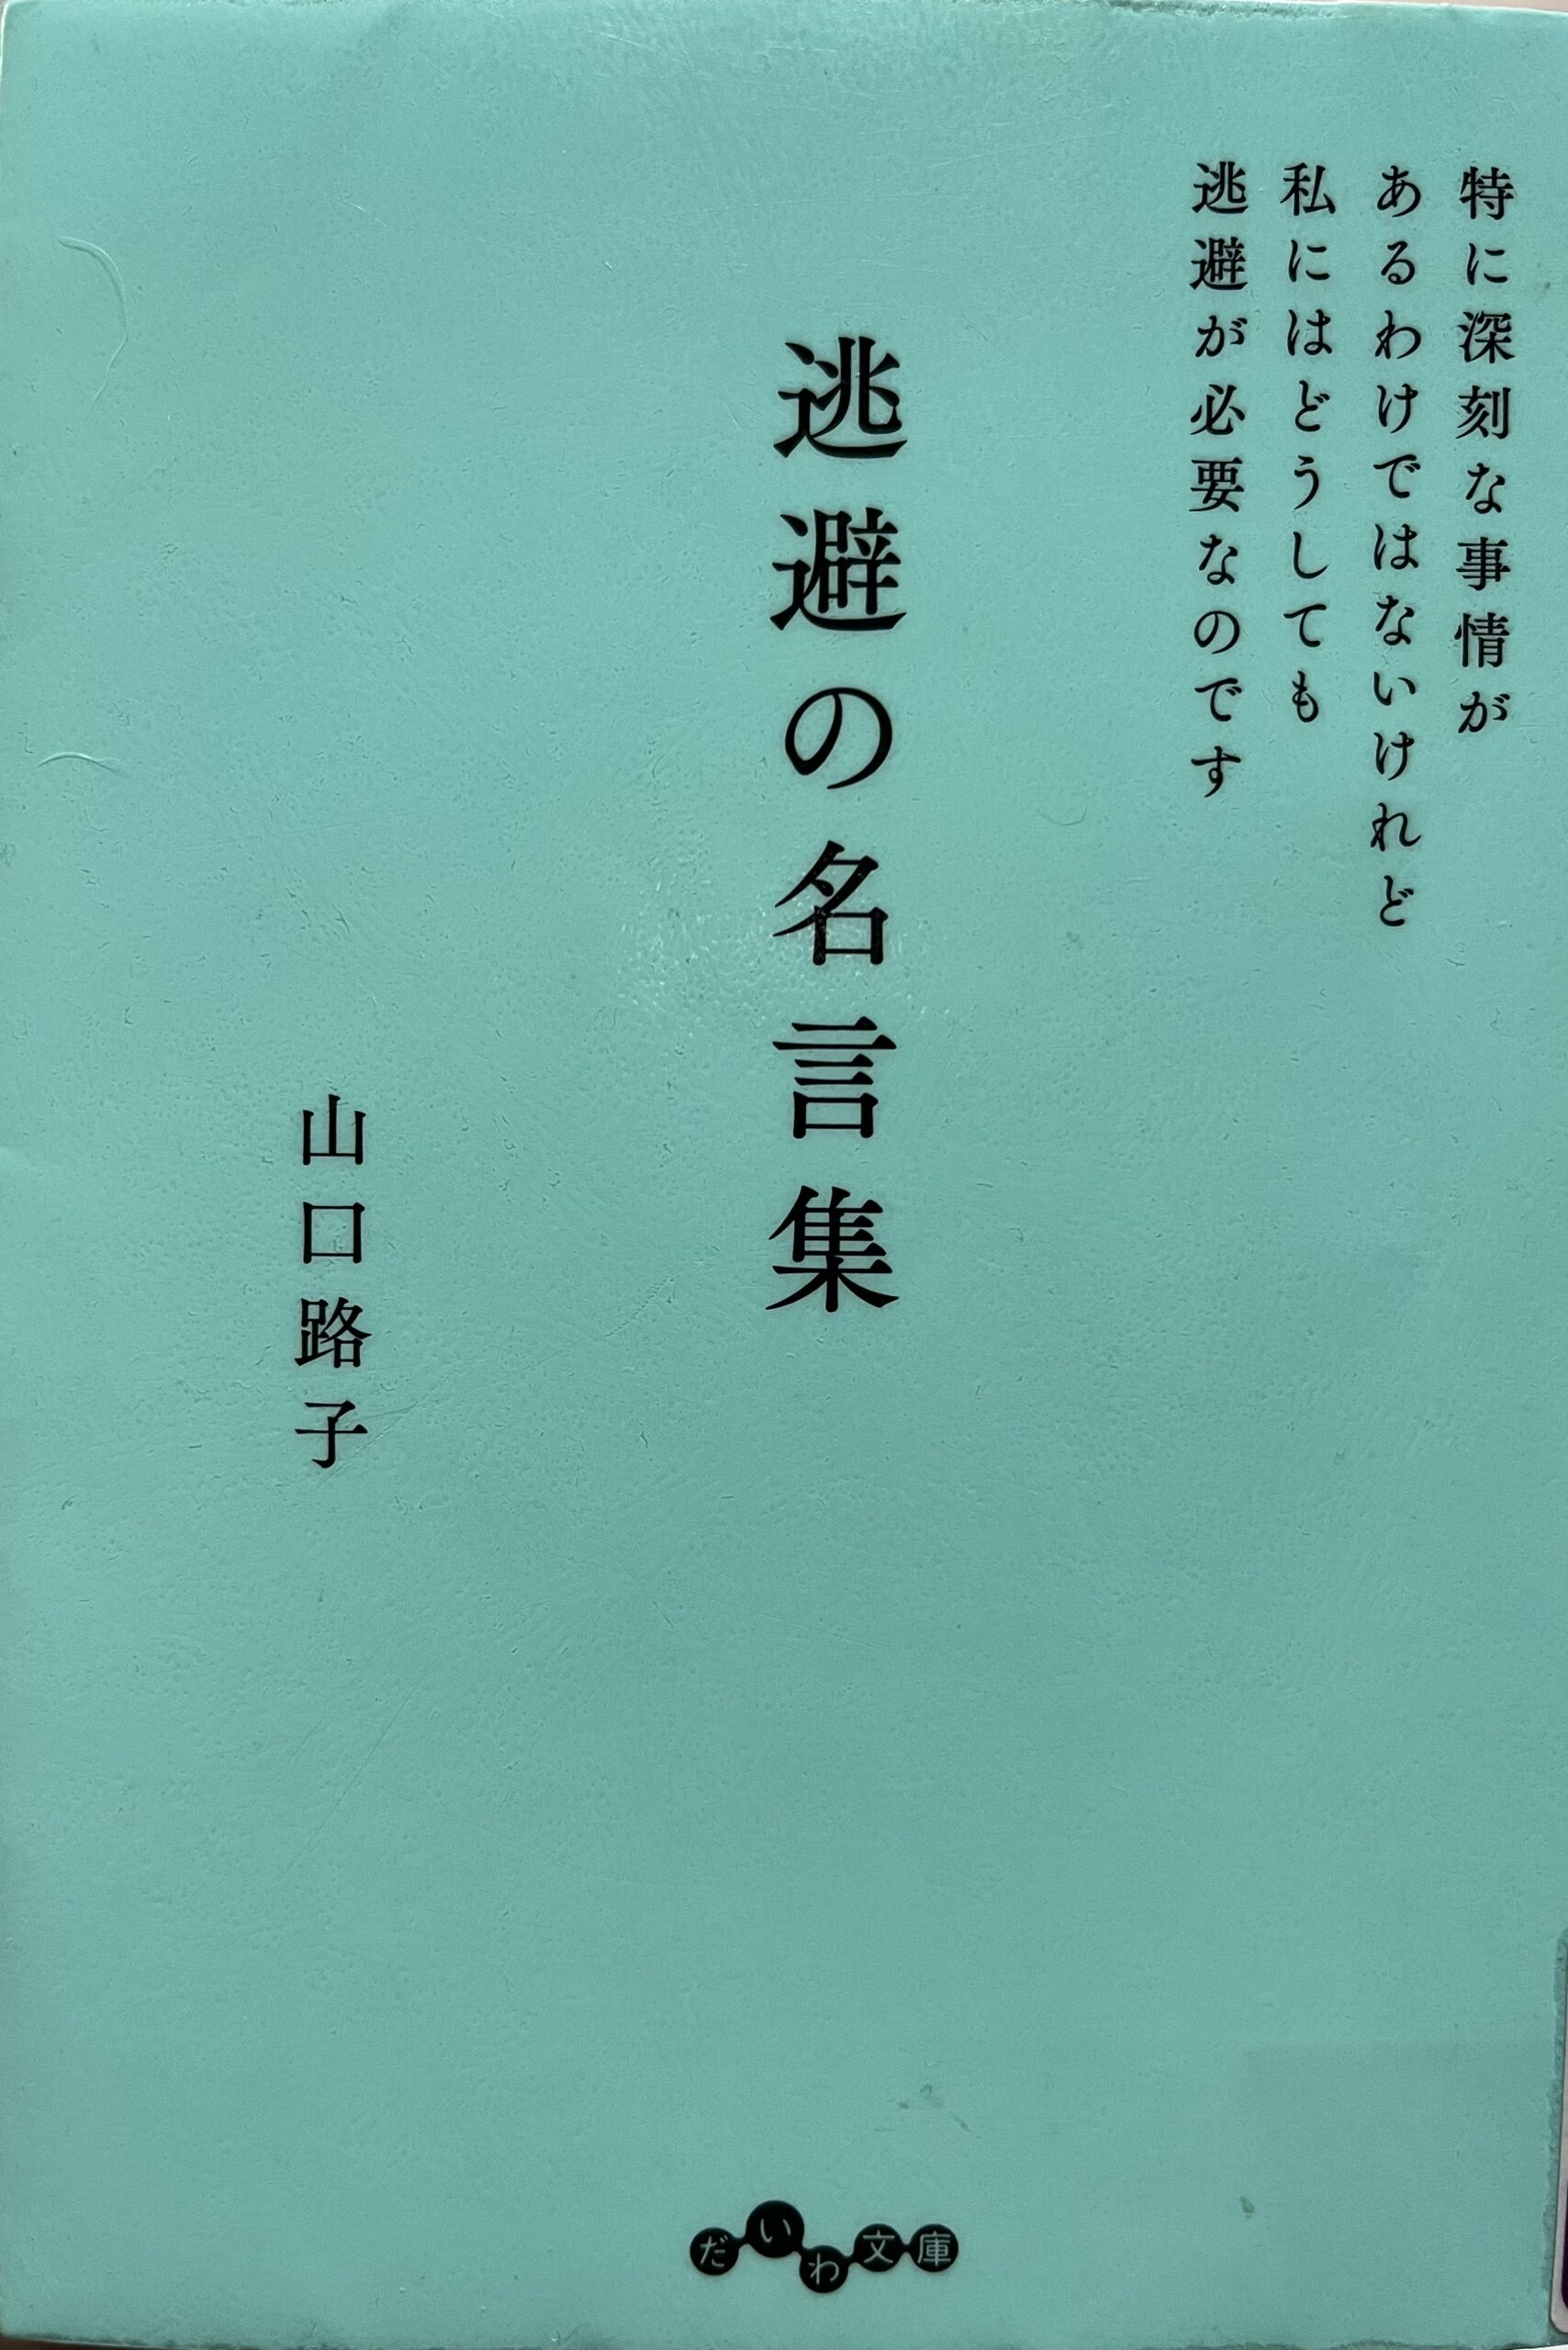 特に深刻な事情が
あるわけではないけれど
私にはどうしても
逃避が必要なのです
逃避の名言集
山口路子
だいわ文庫